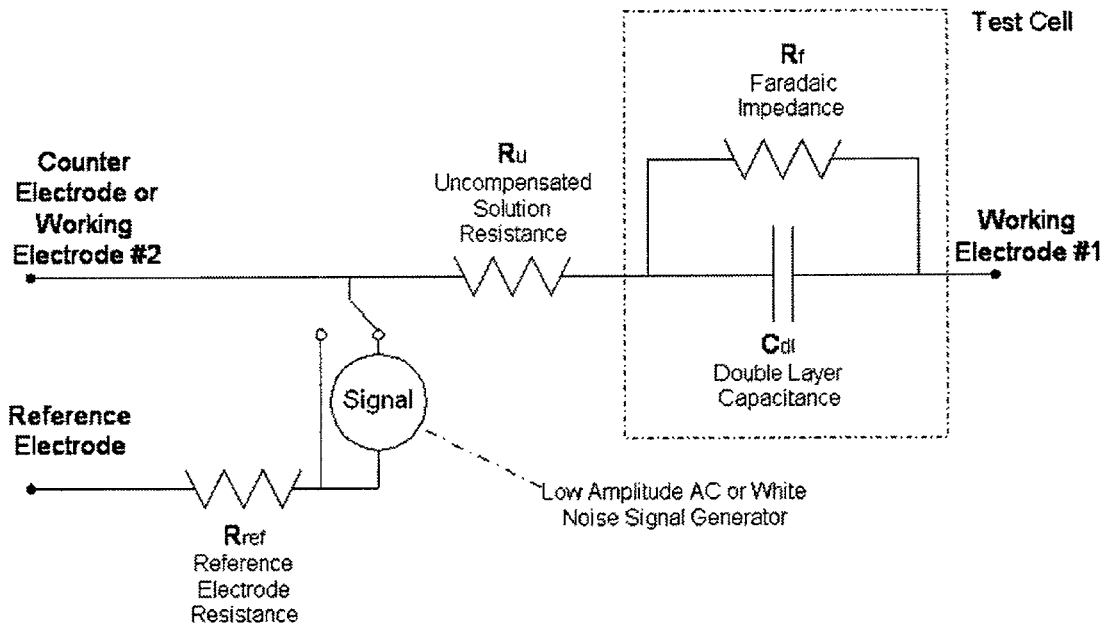 Test Cell
Rf
Faradaic
Impedance
Counter
Electrode or
Working
Electrode #2
Ru
Uncompensated
Solution
Resistance
Working
Electrode #1
Cdl
Double Layer
Capacitance
Signal
Reference
Electrode
Low Amplitude AC or White
Noise Signal Generator
Rref
Reference
Electrode
Resistance